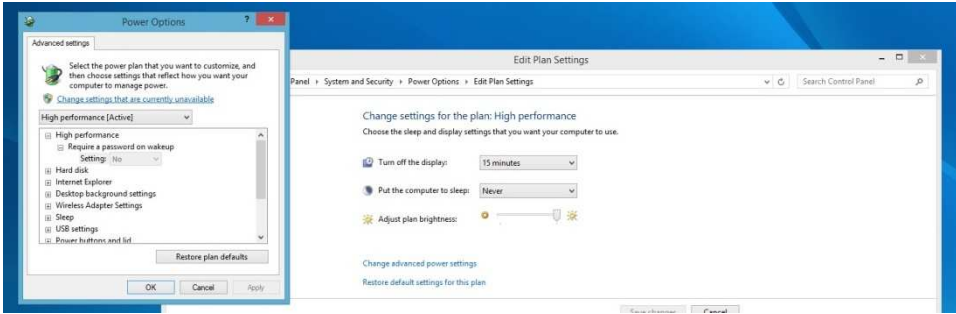 Power Options
?
Advanced settings
Select the power plan that you want to customize, and
then choose settings that reflect how you want your
computer to manage power.
Change settings that are currently unavailable
High performance [Active]
High performance
Require a password on wakeup
Setting: No
Hard disk
Internet Explorer
Desktop background settings
Wireless Adapter Settings
Sleep
USB settings
Power buttons and lid
Restore plan defaults
OK Cancel Apply
Edit Plan Settings
Panel System and Security Power Options Edit Plan Settings
Search Control Panel
Change settings for the plan: High performance
Choose the sleep and display settings that you want your computer to use.
Turn off the display: 15 minutes
Put the computer to sleep: Never
Adjust plan brightness:
Change advanced power settings
Restore default settings for this plan
Save changes Cancel